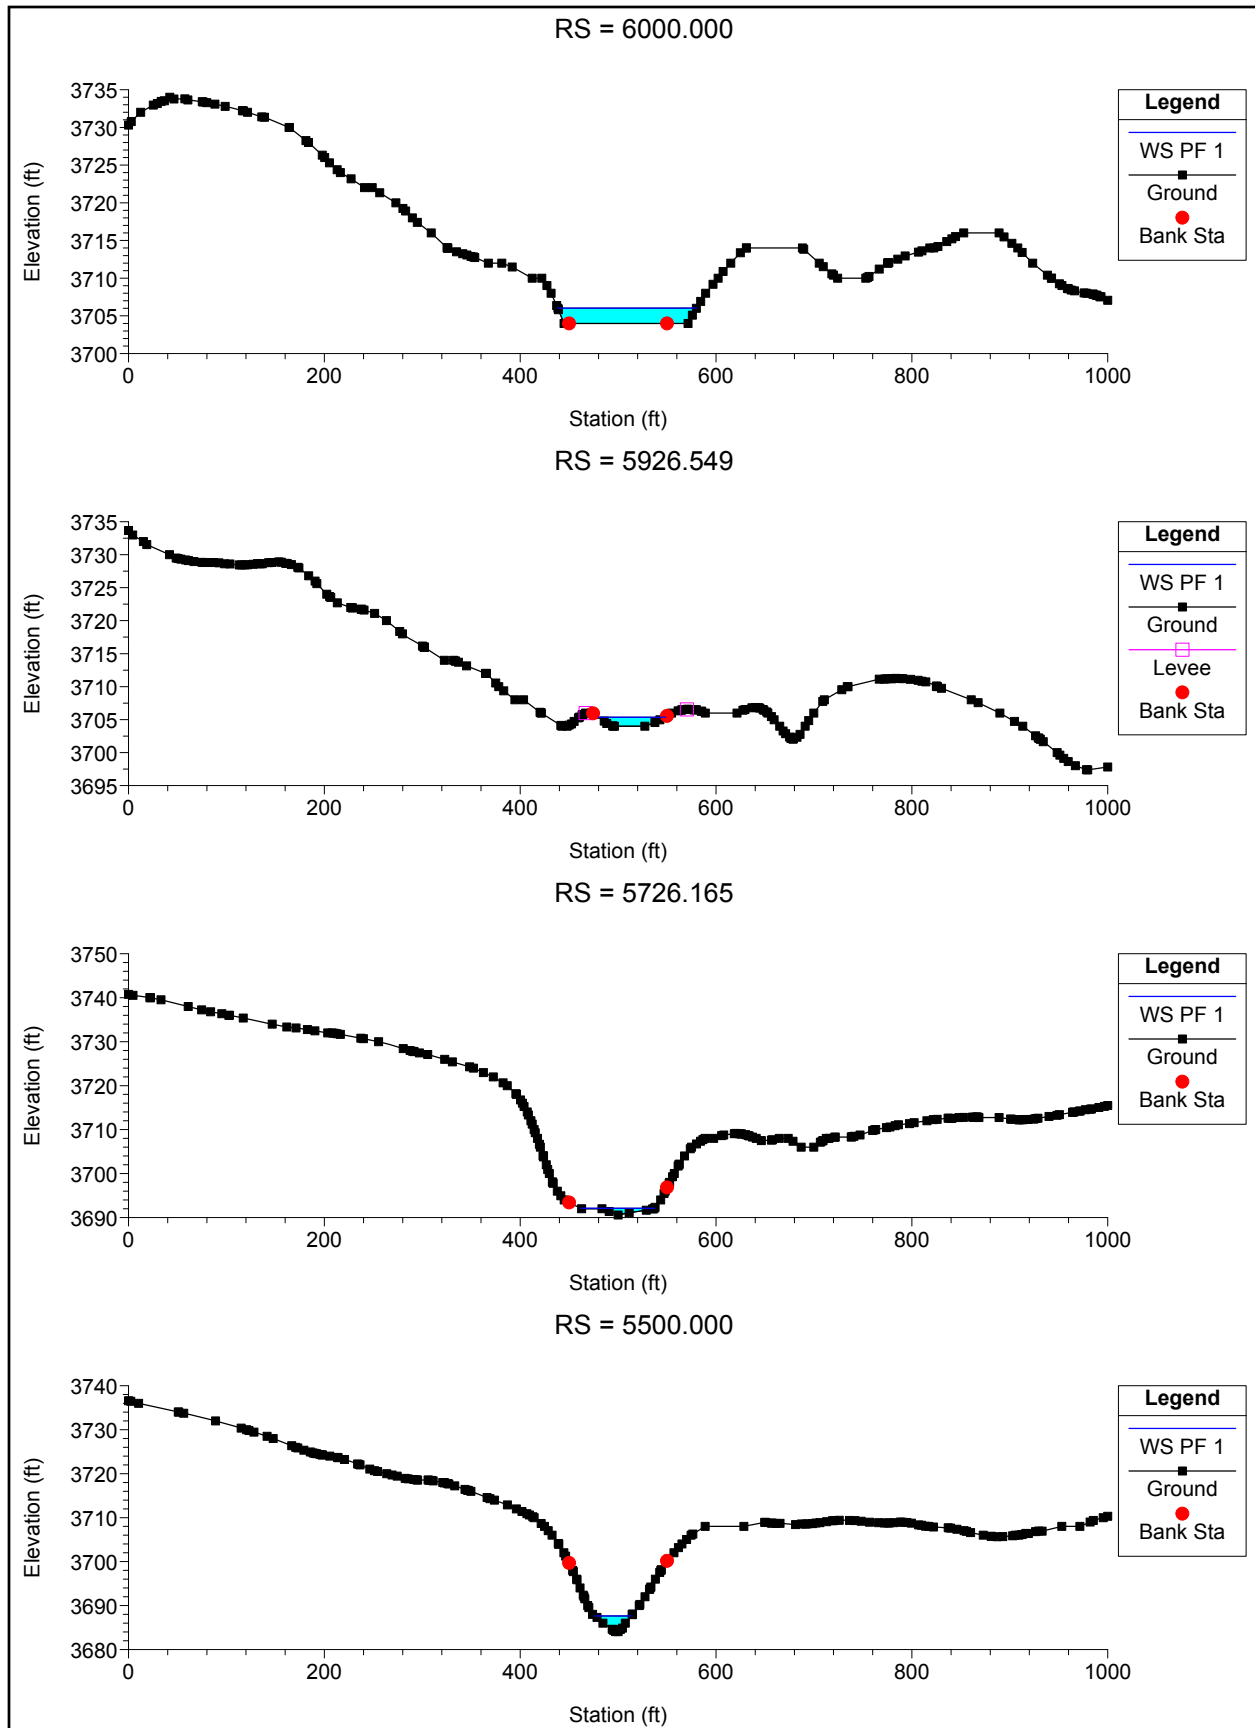 RS = 6000.000
3735
3730
3725
3720
3715
3710
3705
3700
Elevation (ft)
0 200 400 600 800 1000
Station (ft)
Legend
WS PF 1
Ground
Bank Sta
RS = 5926.549
3735
3730
3725
3720
3715
3710
3705
3700
3695
Elevation (ft)
0 200 400 600 800 1000
Station (ft)
Legend
WS PF 1
Ground
Levee
Bank Sta
RS = 5726.165
3750
3740
3730
3720
3710
3700
3690
Elevation (ft)
0 200 400 600 800 1000
Station (ft)
Legend
WS PF 1
Ground
Bank Sta
RS = 5500.000
3740
3730
3720
3710
3700
3690
3680
Elevation (ft)
0 200 400 600 800 1000
Station (ft)
Legend
WS PF 1
Ground
Bank Sta